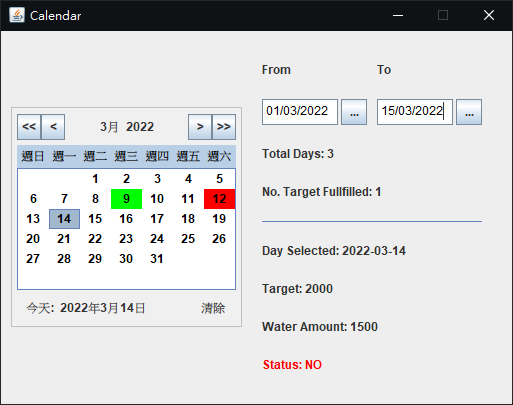 Calendar
<< < 3月 2022 > >>
週日 週一 週二 週三 週四 週五 週六
1 2 3 4 5
6 7 8 9 10 11 12
13 14 15 16 17 18 19
20 21 22 23 24 25 26
27 28 29 30 31
今天: 2022年3月14日 清除
From To
01/03/2022 ... 15/03/2022 ...
Total Days: 3
No. Target Fullfilled: 1
Day Selected: 2022-03-14
Target: 2000
Water Amount: 1500
Status: NO